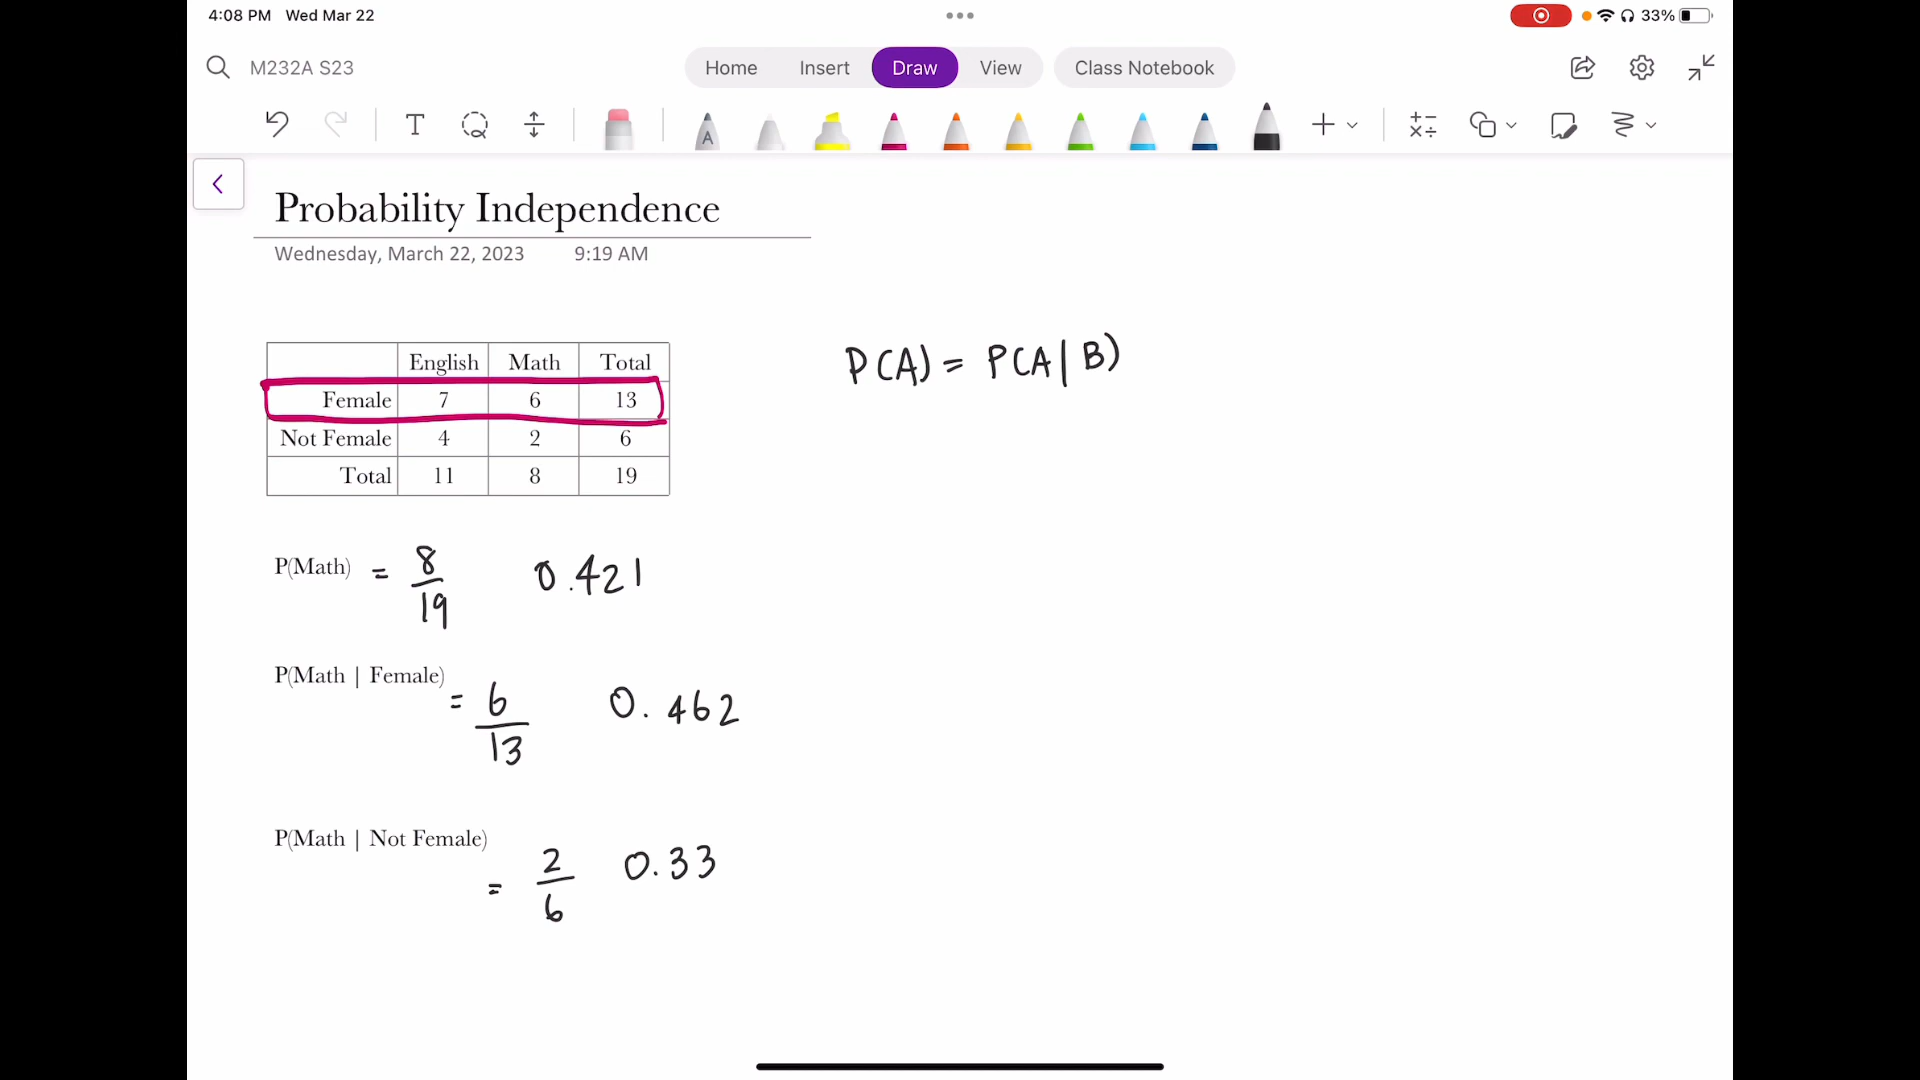 4:08 PM Wed Mar 22
33%
M232A S23
Home Insert Draw View Class Notebook
T A
Probability Independence
Wednesday, March 22, 2023 9:19 AM
English Math Total
Female 7 6 13
Not Female 4 2 6
Total 11 8 19
P(A) = P(A|B)
P(Math) = 8/19 0.421
P(Math | Female) = 6/13 0.462
P(Math | Not Female) = 2/6 0.33